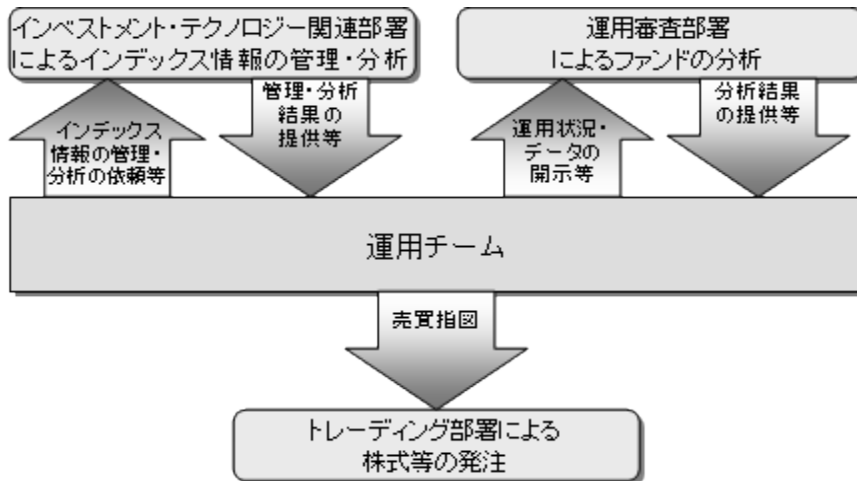 インベストメント・テクノロジー関連部署
によるインデックス情報の管理・分析
運用審査部署
によるファンドの分析
インデックス
情報の管理・
分析の依頼等
管理・分析
結果の
提供等
運用状況・
データの
開示等
分析結果
の提供等
運用チーム
売買指図
トレーディング部署による
株式等の発注